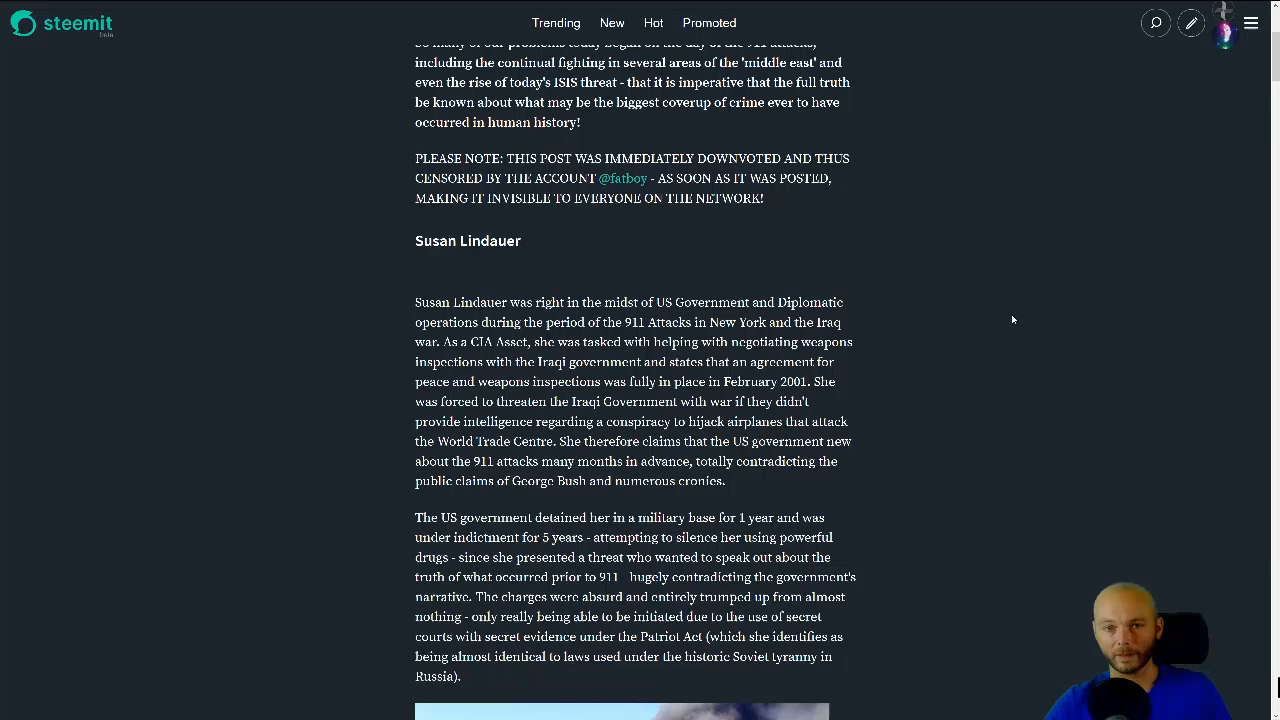 steemit
beta
Trending New Hot Promoted
So many of our problems today began on the day of the 911 attacks,
including the continual fighting in several areas of the 'middle east' and
even the rise of today's ISIS threat - that it is imperative that the full truth
be known about what may be the biggest coverup of crime ever to have
occurred in human history!
PLEASE NOTE: THIS POST WAS IMMEDIATELY DOWNVOTED AND THUS
CENSORED BY THE ACCOUNT @fatboy - AS SOON AS IT WAS POSTED,
MAKING IT INVISIBLE TO EVERYONE ON THE NETWORK!
Susan Lindauer
Susan Lindauer was right in the midst of US Government and Diplomatic
operations during the period of the 911 Attacks in New York and the Iraq
war. As a CIA Asset, she was tasked with helping with negotiating weapons
inspections with the Iraqi government and states that an agreement for
peace and weapons inspections was fully in place in February 2001. She
was forced to threaten the Iraqi Government with war if they didn't
provide intelligence regarding a conspiracy to hijack airplanes that attack
the World Trade Centre. She therefore claims that the US government new
about the 911 attacks many months in advance, totally contradicting the
public claims of George Bush and numerous cronies.
The US government detained her in a military base for 1 year and was
under indictment for 5 years - attempting to silence her using powerful
drugs - since she presented a threat who wanted to speak out about the
truth of what occurred prior to 911 hugely contradicting the government's
narrative. The charges were absurd and entirely trumped up from almost
nothing - only really being able to be initiated due to the use of secret
courts with secret evidence under the Patriot Act (which she identifies as
being almost identical to laws used under the historic Soviet tyranny in
Russia).